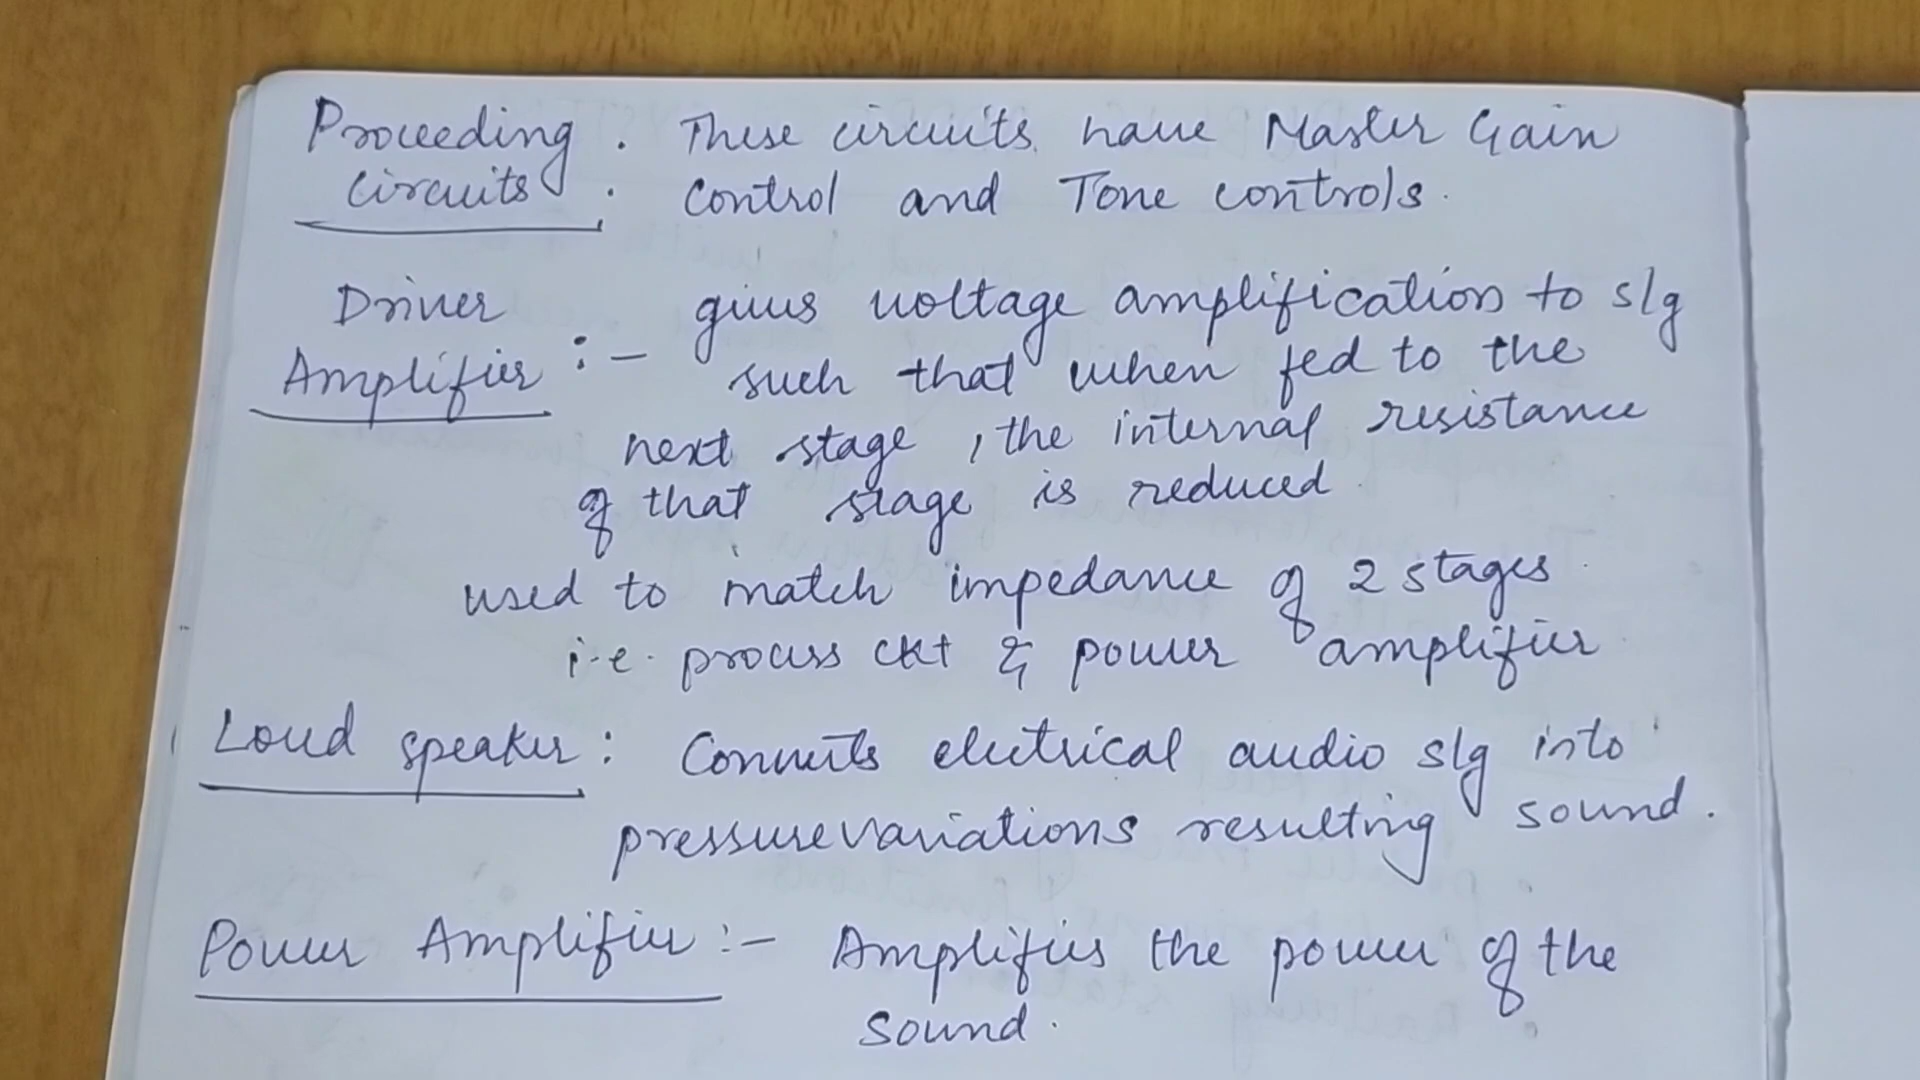 Proceeding : These circuits have Master Gain
circuits : Control and Tone controls.
Driver
Amplifier :- gives voltage amplification to s/g
such that when fed to the
next stage, the internal resistance
of that stage is reduced
used to match impedance of 2 stages
i.e. process ckt & power amplifier
Loud speaker : Converts electrical audio s/g into
pressure variations resulting sound.
Power Amplifier :- Amplifies the power of the
sound.